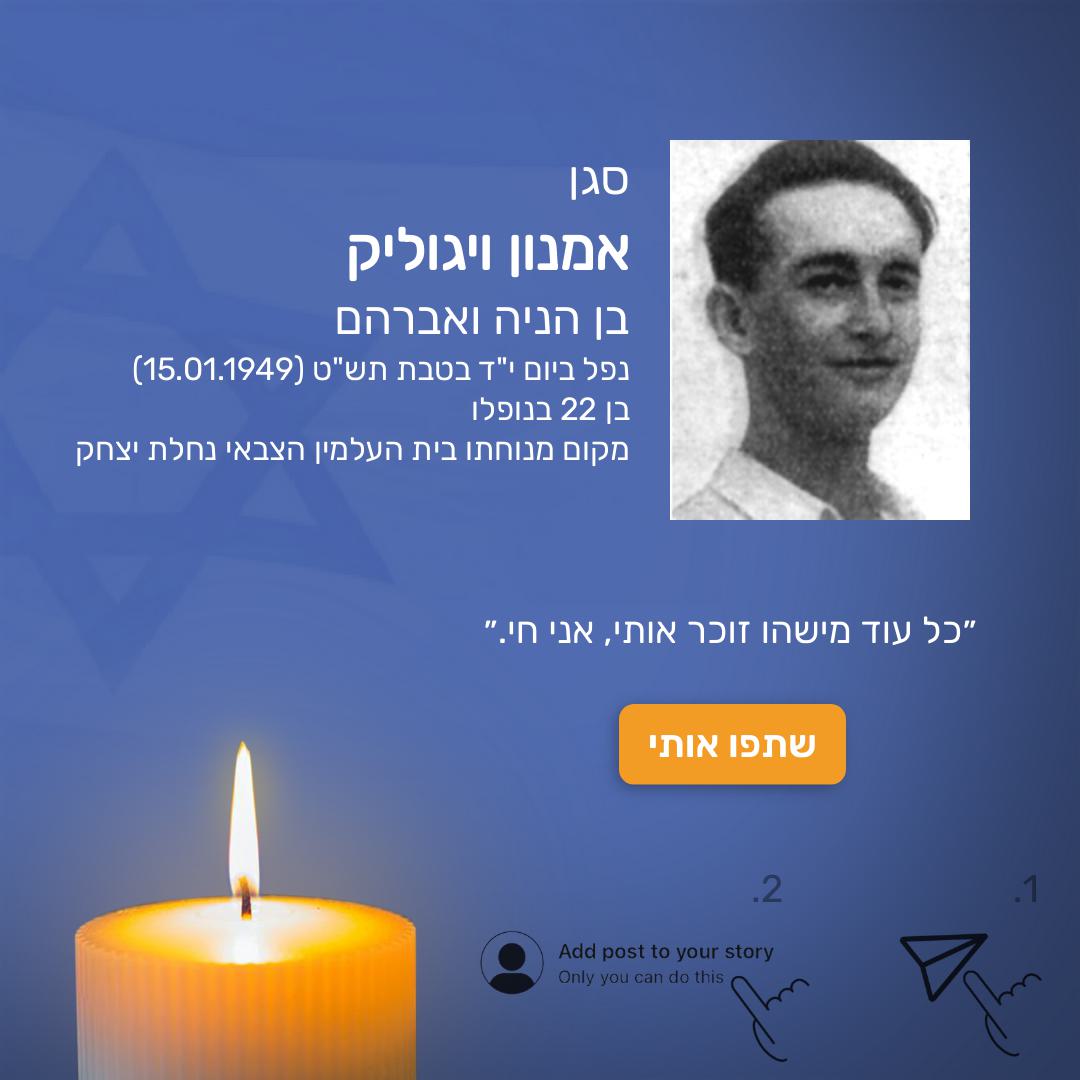 סגן
אמנון ויגוליק
בן הניה ואברהם
נפל ביום י"ד בטבת תש"ט (15.01.1949)
בן 22 בנופלו
מקום מנוחתו בית העלמין הצבאי נחלת יצחק
״כל עוד מישהו זוכר אותי, אני חי.״
שתפו אותי
1.
2.
Add post to your story
Only you can do this